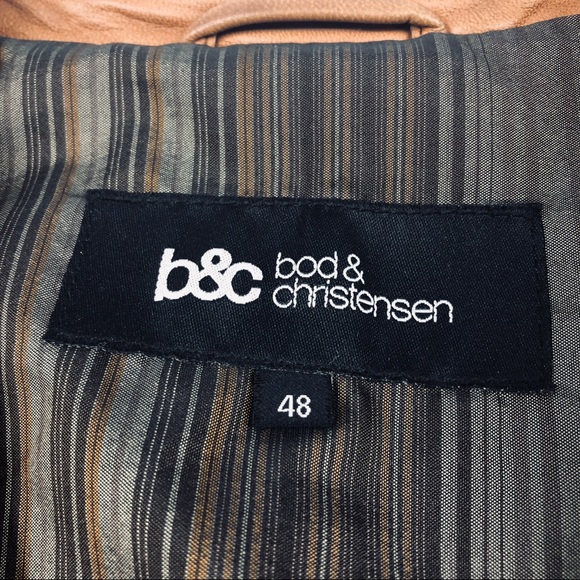 b&c bod &
christensen
48